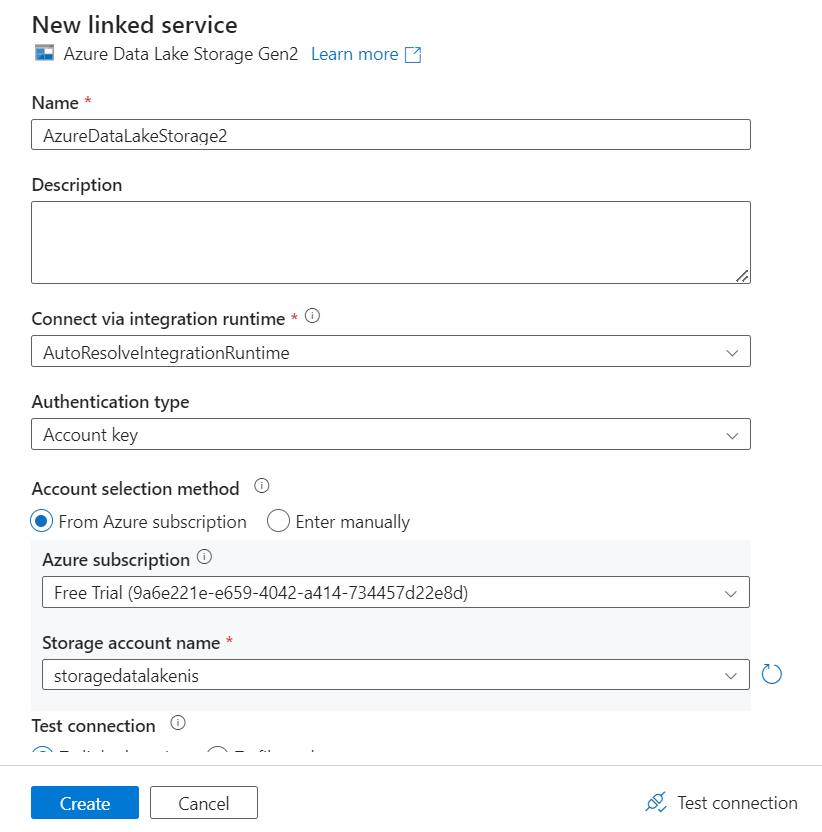 New linked service
Azure Data Lake Storage Gen2 Learn more
Name *
AzureDataLakeStorage2
Description
Connect via integration runtime *
AutoResolveIntegrationRuntime
Authentication type
Account key
Account selection method
From Azure subscription Enter manually
Azure subscription
Free Trial (9a6e221e-e659-4042-a414-734457d22e8d)
Storage account name *
storagedatalakenis
Test connection
Create Cancel Test connection